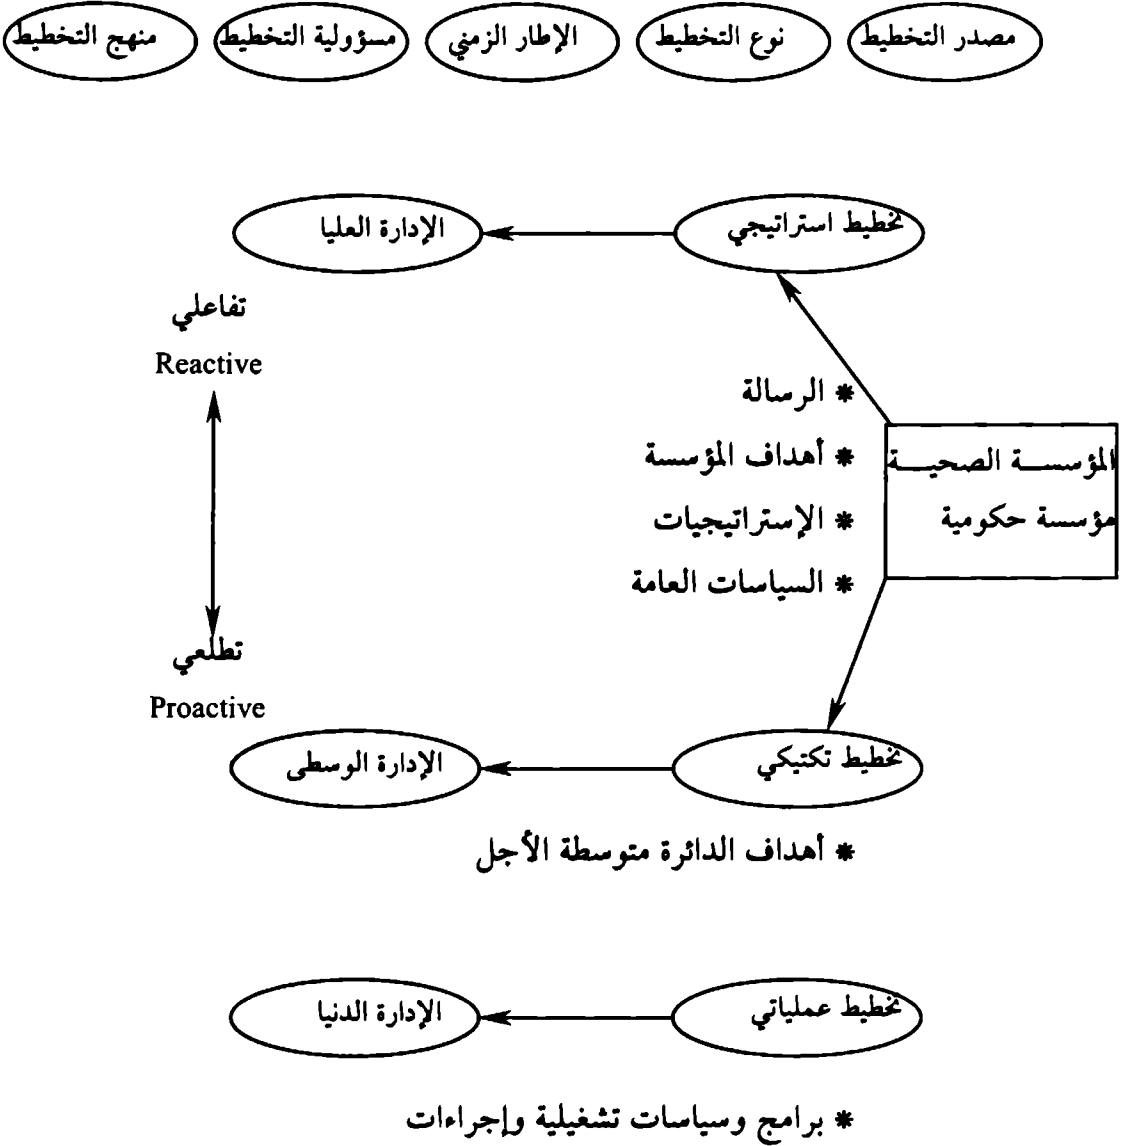 مصدر التخطيط
نوع التخطيط
الإطار الزمني
مسؤولية التخطيط
منهج التخطيط
تخطيط استراتيجي
الإدارة العليا
تفاعلي
Reactive
* الرسالة
* أهداف المؤسسة
المؤسسة الصحية
* الإستراتيجيات
مؤسسة حكومية
* السياسات العامة
تطلعي
Proactive
تخطيط تكتيكي
الإدارة الوسطى
* أهداف الدائرة متوسطة الأجل
تخطيط عملياتي
الإدارة الدنيا
* برامج وسياسات تشغيلية وإجراءات